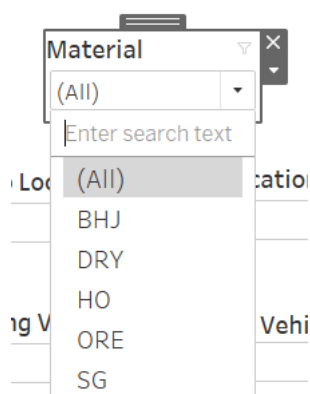 Material
(All)
Enter search text
(All)
BHJ
DRY
HO
ORE
SG